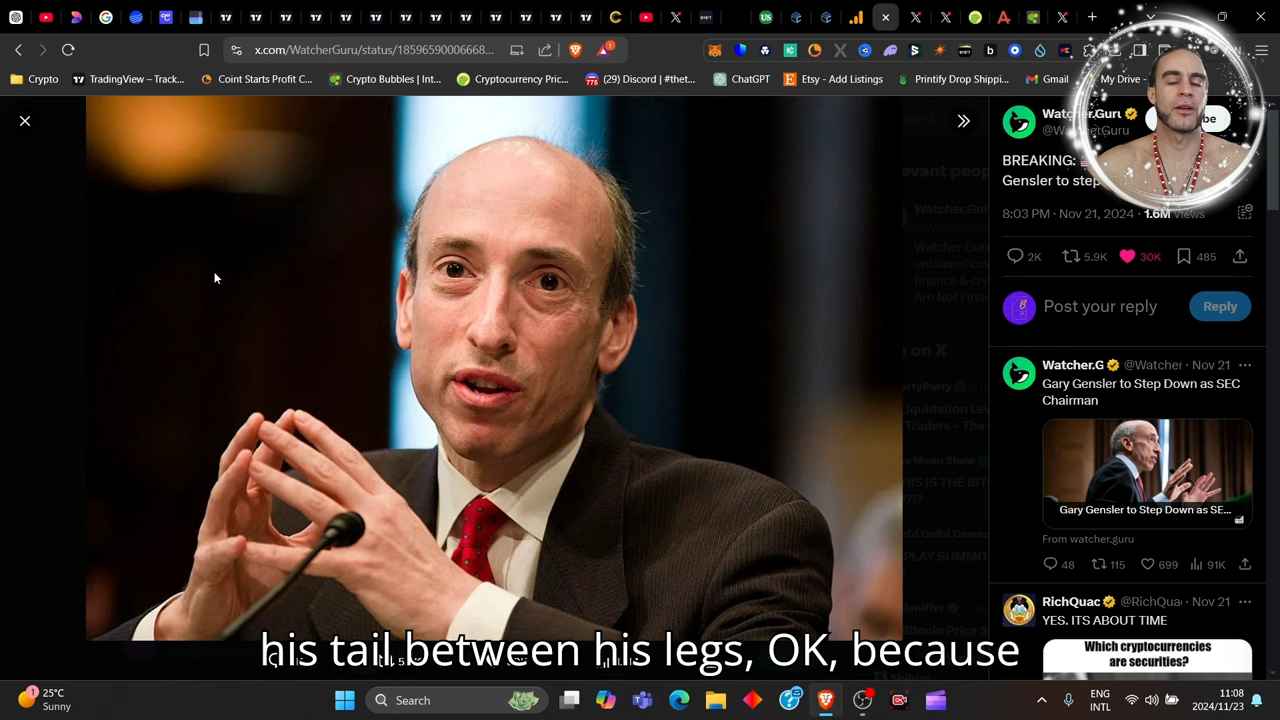 x.com/WatcherGuru/status/18596590006668...
1
Crypto
TradingView – Track...
Coint Starts Profit C...
Crypto Bubbles | Int...
Cryptocurrency Pric...
(29) Discord | #thet...
ChatGPT
Etsy - Add Listings
Printify Drop Shippi...
Gmail
My Drive -
Watcher.Guru
@WatcherGuru
BREAKING:
Gensler to step
8:03 PM · Nov 21, 2024 · 1.6M Views
2K 5.9K 30K 485
Post your reply
Reply
Watcher.G @Watcher · Nov 21 ...
Gary Gensler to Step Down as SEC
Chairman
Gary Gensler to Step Down as SE...
From watcher.guru
48 115 699 91K
RichQuac @RichQua · Nov 21 ...
YES. ITS ABOUT TIME
Which cryptocurrencies
are securities?
his tail between his legs, OK, because
1
25°C
Sunny
Search
ENG
INTL
11:08
2024/11/23